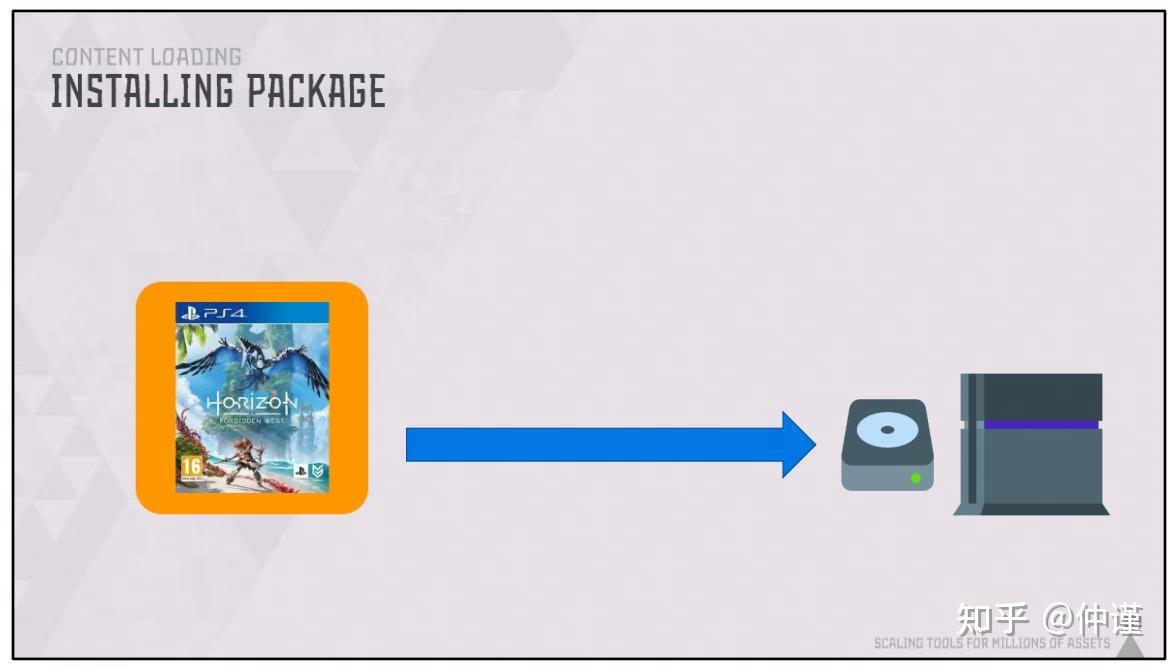 CONTENT LOADING
INSTALLING PACKAGE
PS4
HORIZON
FORBIDDEN WEST
16
知乎 @仲谨
SCALING TOOLS FOR MILLIONS OF ASSETS